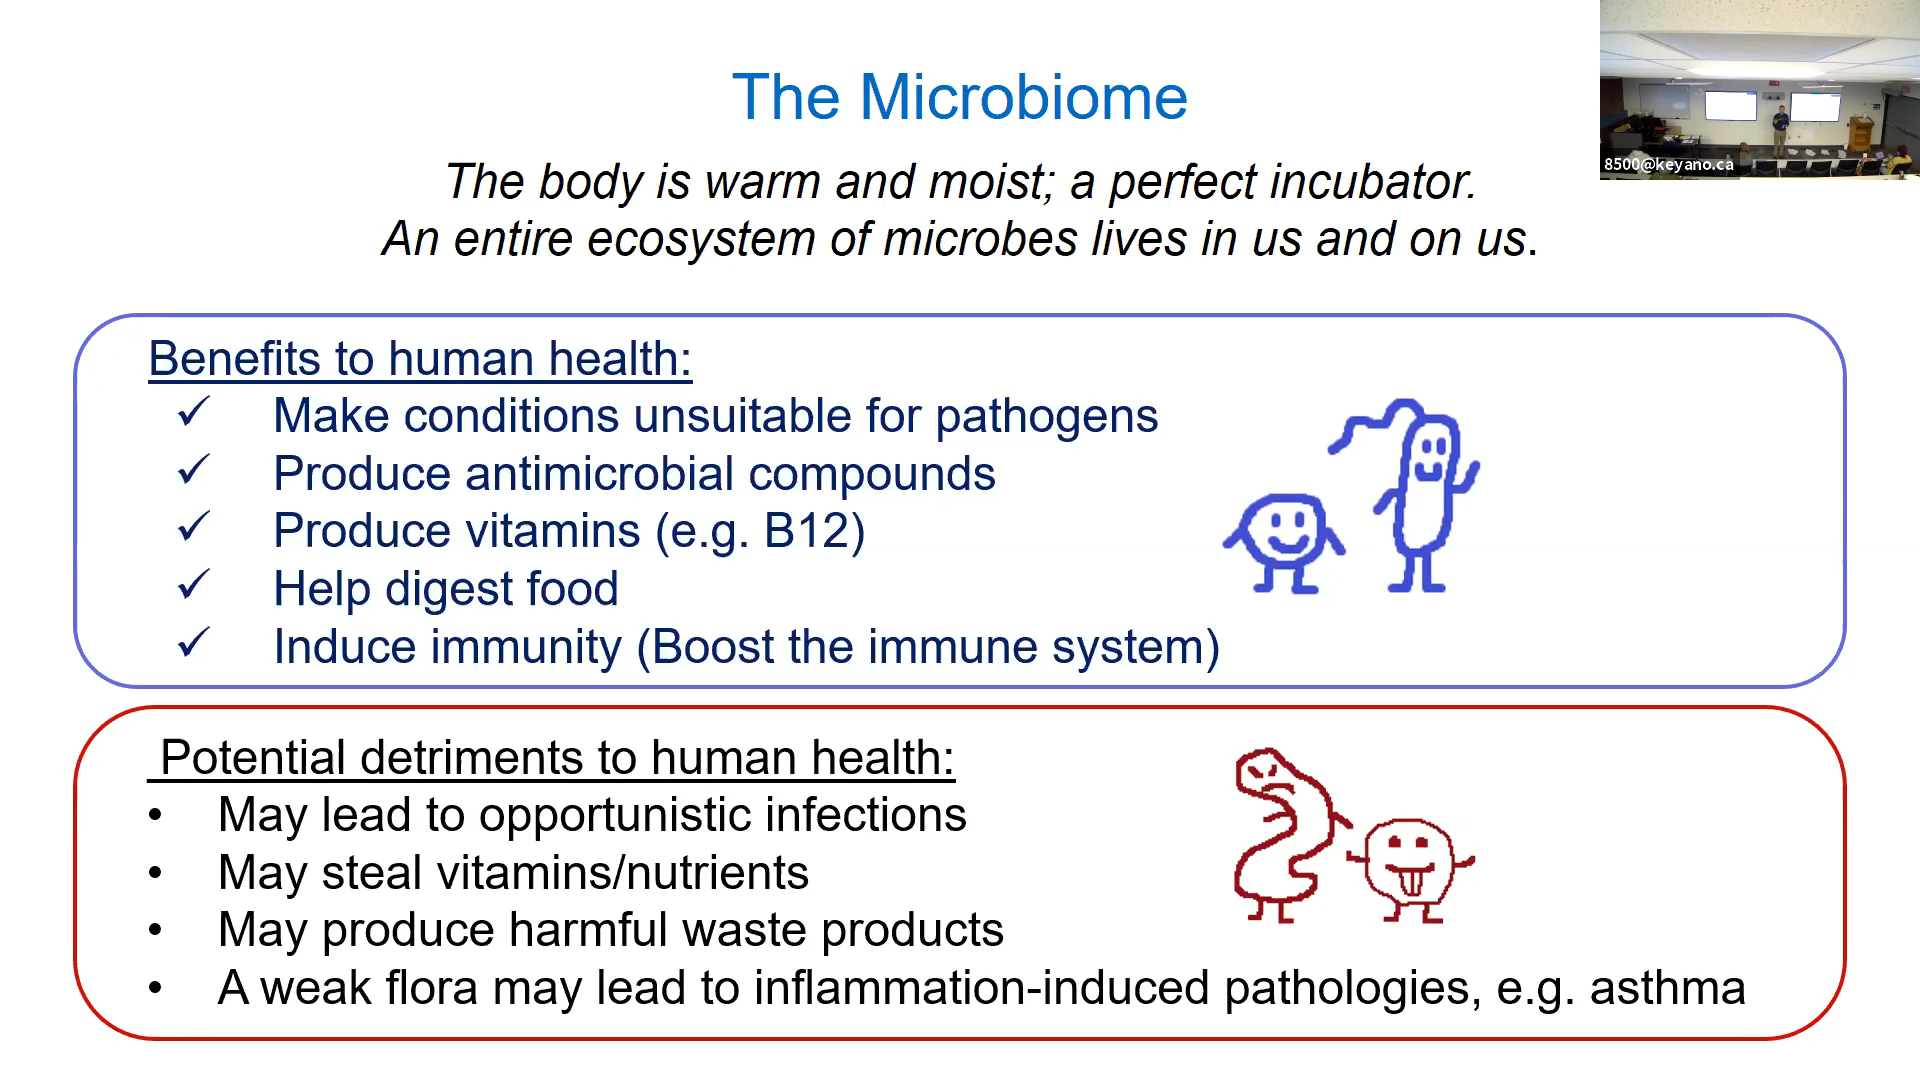 The Microbiome
The body is warm and moist; a perfect incubator.
An entire ecosystem of microbes lives in us and on us.
8500@keyano.ca
Benefits to human health:
✓ Make conditions unsuitable for pathogens
✓ Produce antimicrobial compounds
✓ Produce vitamins (e.g. B12)
✓ Help digest food
✓ Induce immunity (Boost the immune system)
Potential detriments to human health:
• May lead to opportunistic infections
• May steal vitamins/nutrients
• May produce harmful waste products
• A weak flora may lead to inflammation-induced pathologies, e.g. asthma